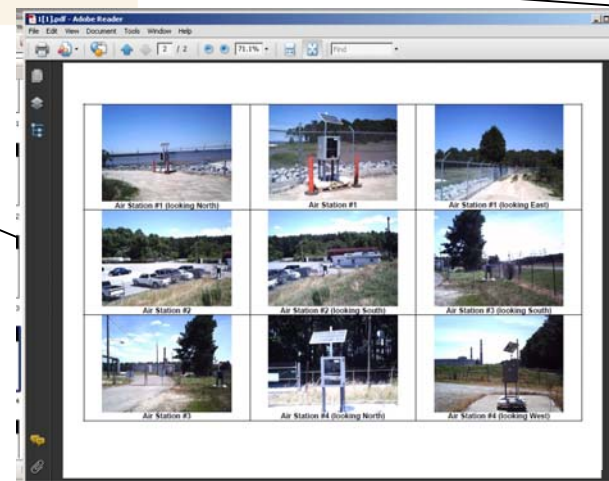 1[1].pdf - Adobe Reader
File Edit View Document Tools Window Help
2 / 2 71.1% Find
Air Station #1 (looking North) Air Station #1 Air Station #1 (looking East)
Air Station #2 Air Station #2 (looking South) Air Station #3 (looking South)
Air Station #3 Air Station #4 (looking North) Air Station #4 (looking West)